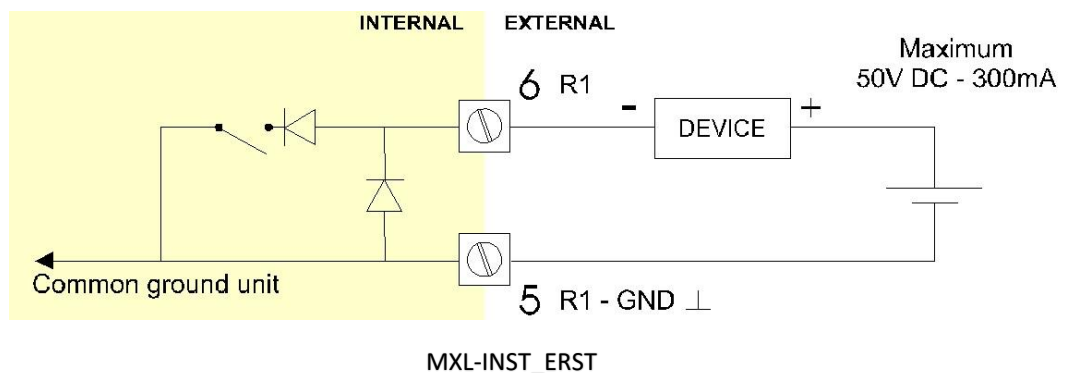 INTERNAL EXTERNAL
Maximum
50V DC - 300mA
6 R1
- DEVICE +
Common ground unit
5 R1 - GND ⊥
MXL-INST_ERST